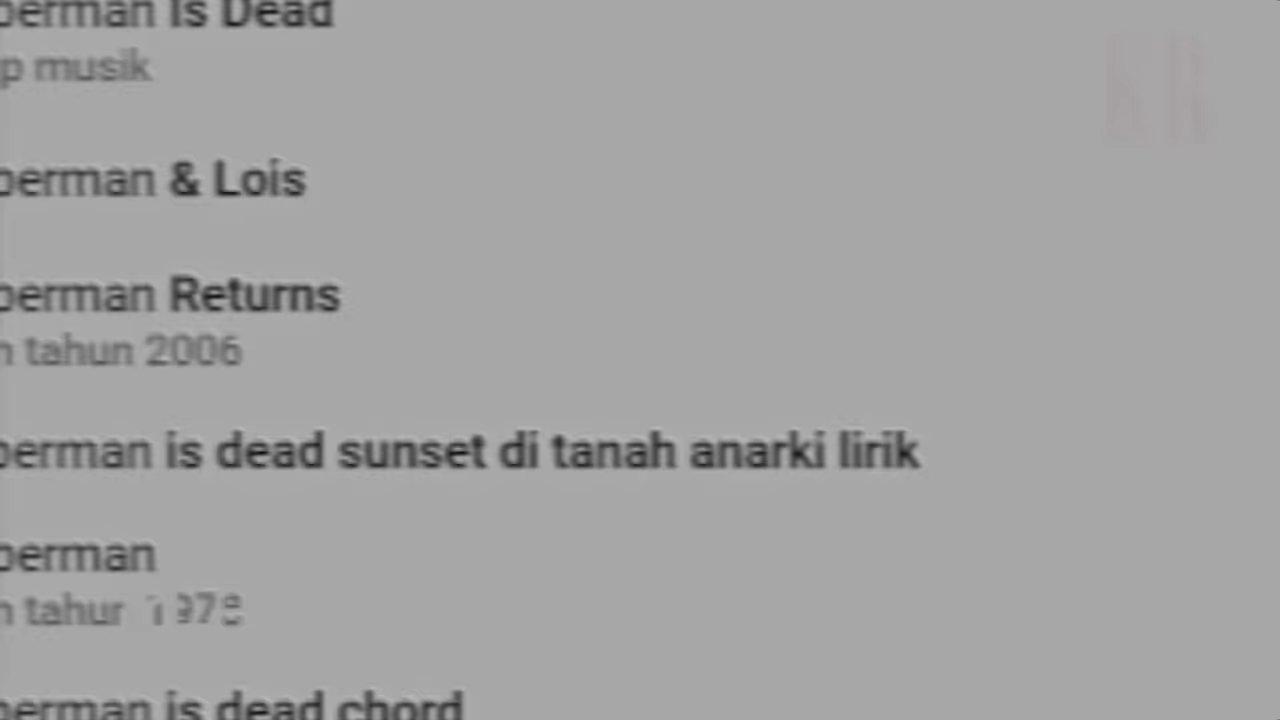 perman Is Dead
p musik
perman & Lois
perman Returns
n tahun 2006
perman is dead sunset di tanah anarki lirik
perman
perman is dead chord